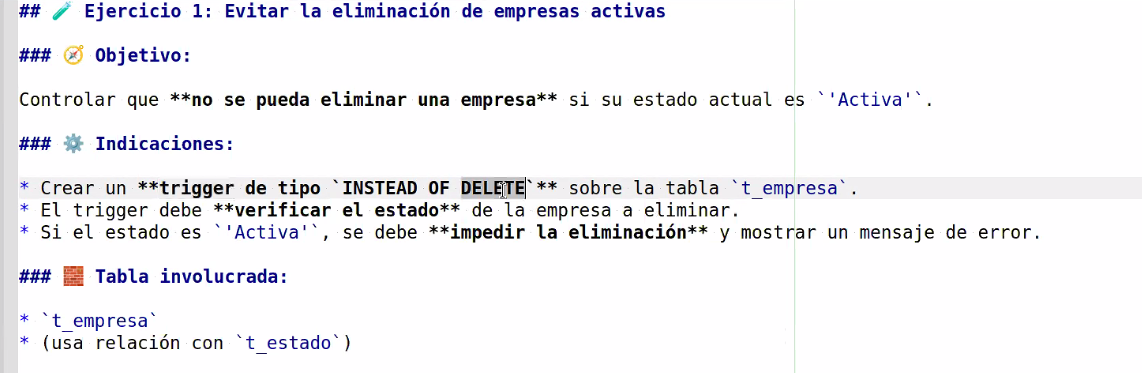 ## 🧪 Ejercicio 1: Evitar la eliminación de empresas activas
### 🧭 Objetivo:
Controlar que **no se pueda eliminar una empresa** si su estado actual es `'Activa'`.
### ⚙️ Indicaciones:
* Crear un **trigger de tipo `INSTEAD OF DELETE`** sobre la tabla `t_empresa`.
* El trigger debe **verificar el estado** de la empresa a eliminar.
* Si el estado es `'Activa'`, se debe **impedir la eliminación** y mostrar un mensaje de error.
### 🧱 Tabla involucrada:
* `t_empresa`
* (usa relación con `t_estado`)